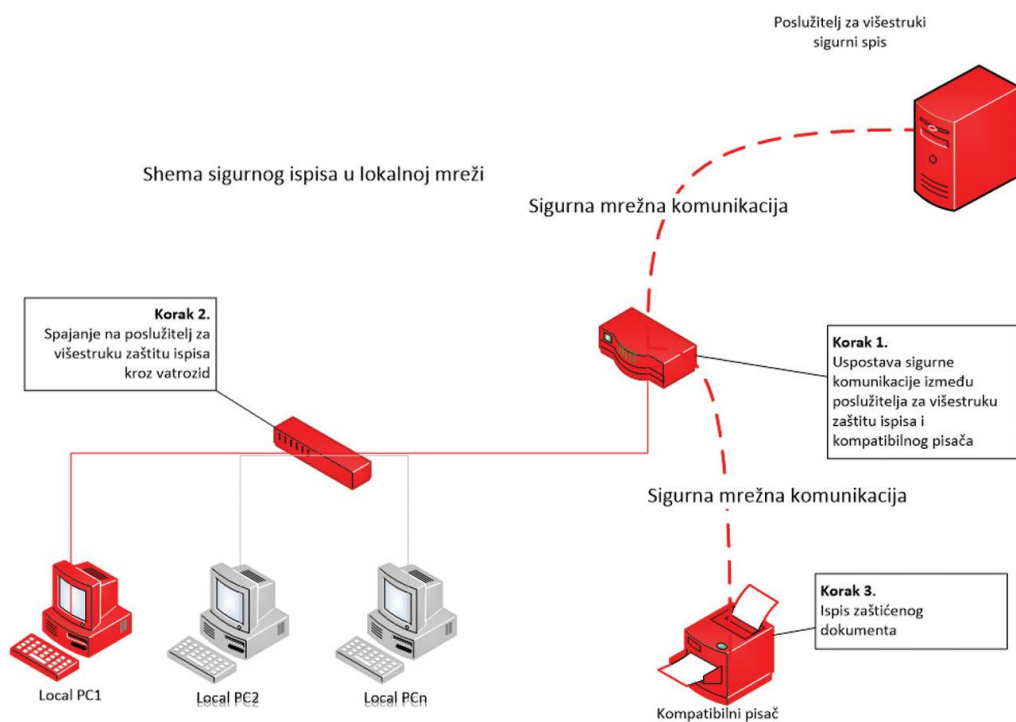 Poslužitelj za višestruki
sigurni spis
Shema sigurnog ispisa u lokalnoj mreži
Sigurna mrežna komunikacija
Korak 2.
Spajanje na poslužitelj za
višestruku zaštitu ispisa
kroz vatrozid
Korak 1.
Uspostava sigurne
komunikacije između
poslužitelja za višestruku
zaštitu ispisa i
kompatibilnog pisača
Sigurna mrežna komunikacija
Korak 3.
Ispis zaštićenog
dokumenta
Local PC1
Local PC2
Local PCn
Kompatibilni pisač